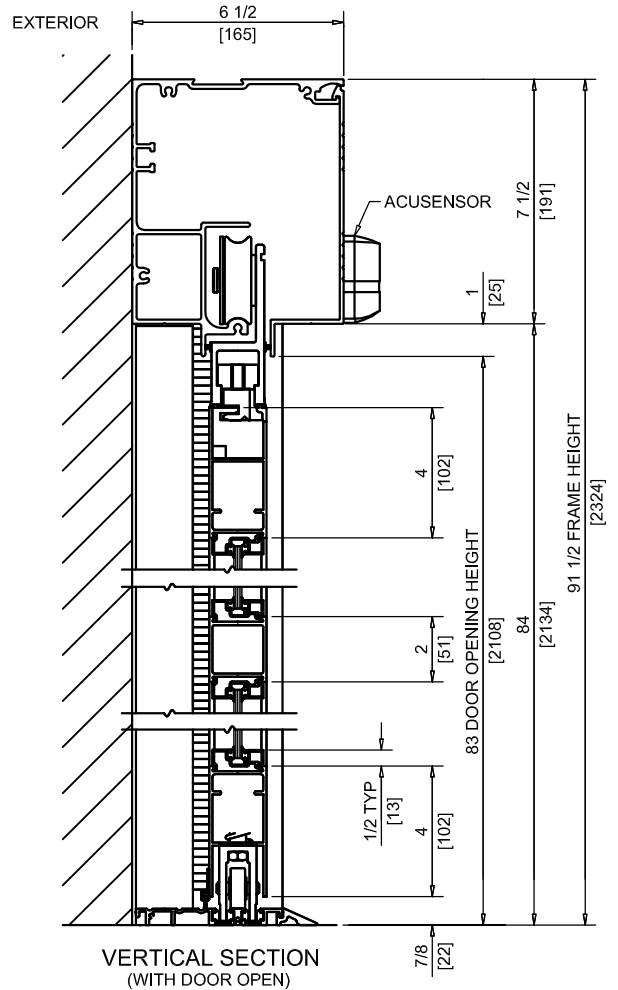 EXTERIOR
6 1/2
[165]
ACUSENSOR
7 1/2
[191]
1
[25]
4
[102]
91 1/2 FRAME HEIGHT
[2324]
83 DOOR OPENING HEIGHT
[2108]
84
[2134]
2
[51]
1/2 TYP
[13]
4
[102]
7/8
[22]
VERTICAL SECTION
(WITH DOOR OPEN)